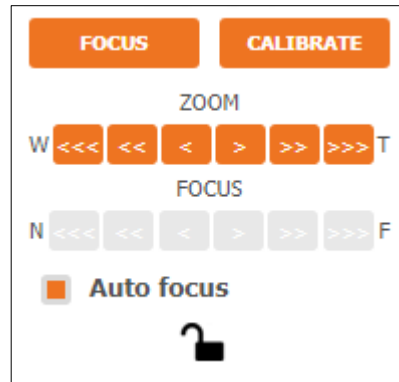 FOCUS CALIBRATE
ZOOM
W <<< << < > >> >>> T
FOCUS
N <<< << < > >> >>> F
Auto focus